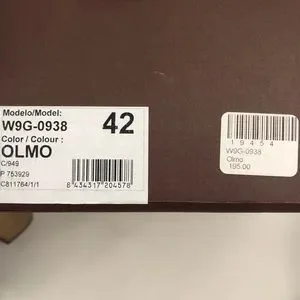 Modelo/Model:
W9G-0938
42
Color / Colour :
OLMO
C/949
P 753929
C811764/1/1
8 434317 204578
19454
W9G-0938
Olmo
195.00